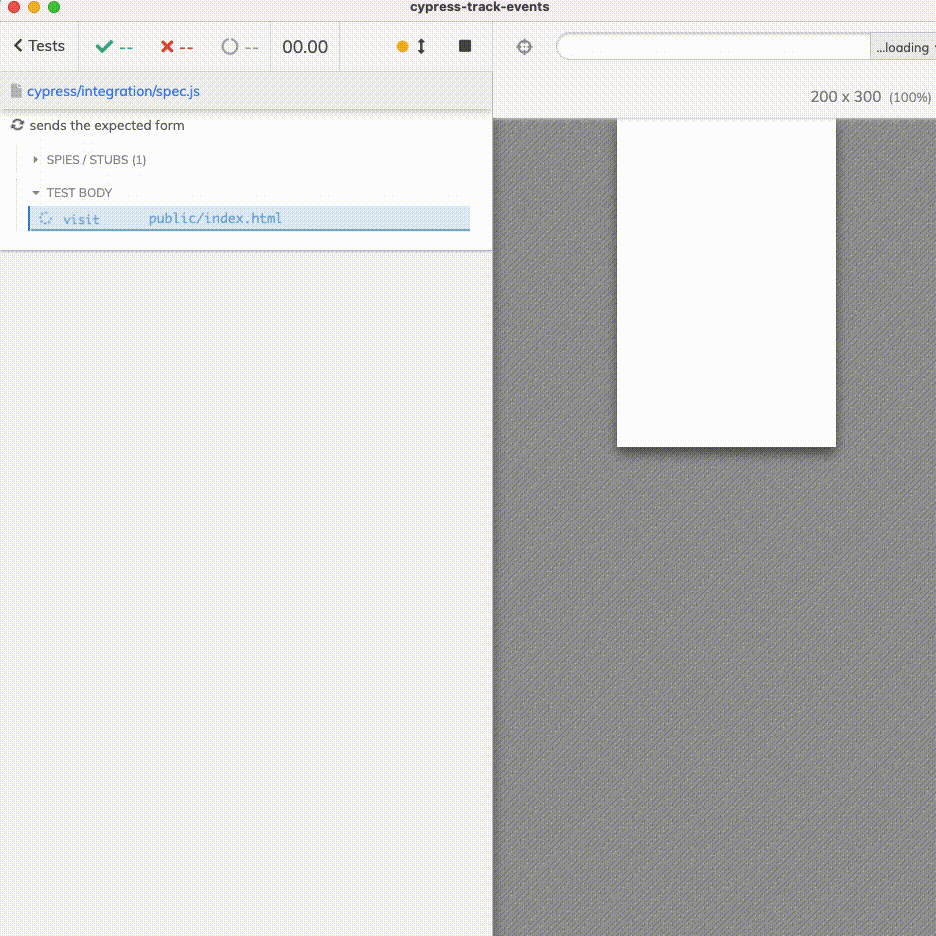 cypress-track-events
Tests -- -- -- 00.00
...loading
cypress/integration/spec.js
200 x 300 (100%)
sends the expected form
SPIES / STUBS (1)
TEST BODY
visit public/index.html